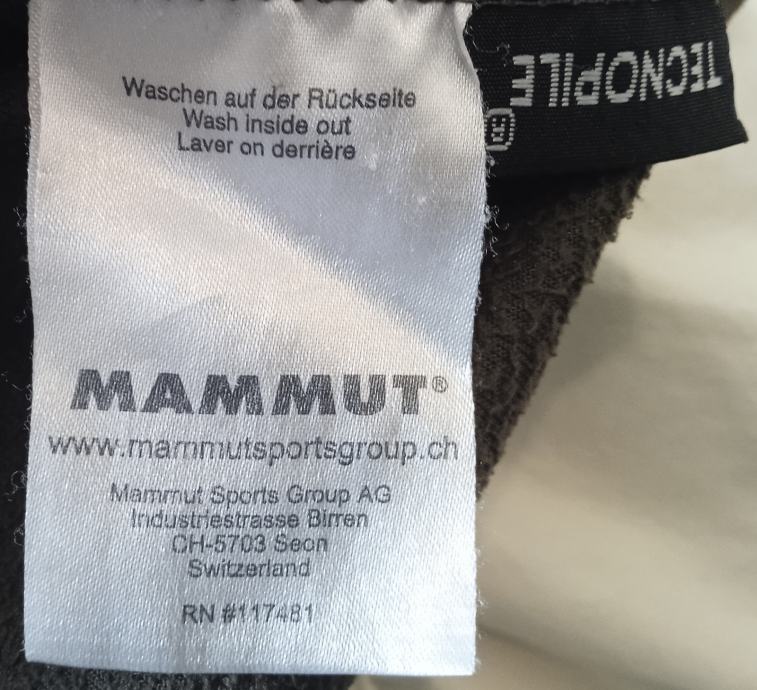 Waschen auf der Rückseite
Wash inside out
Laver on derrière
MAMMUT®
www.mammutsportsgroup.ch
Mammut Sports Group AG
Industriestrasse Birren
CH-5703 Seon
Switzerland
RN #117481
TECNOPILE®